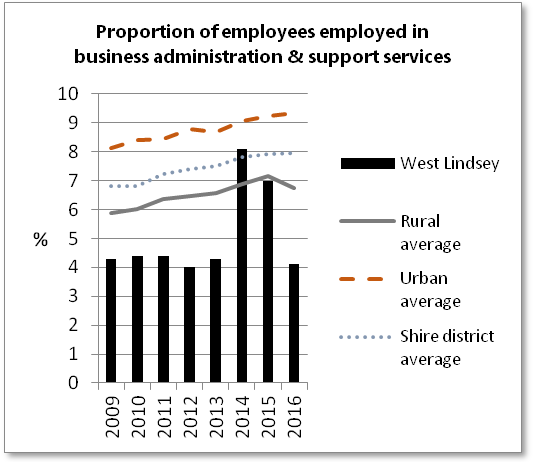 Proportion of employees employed in
business administration & support services
10
9
8
7
6
5
4
3
2
1
0
%
2009
2010
2011
2012
2013
2014
2015
2016
West Lindsey
Rural
average
Urban
average
Shire district
average